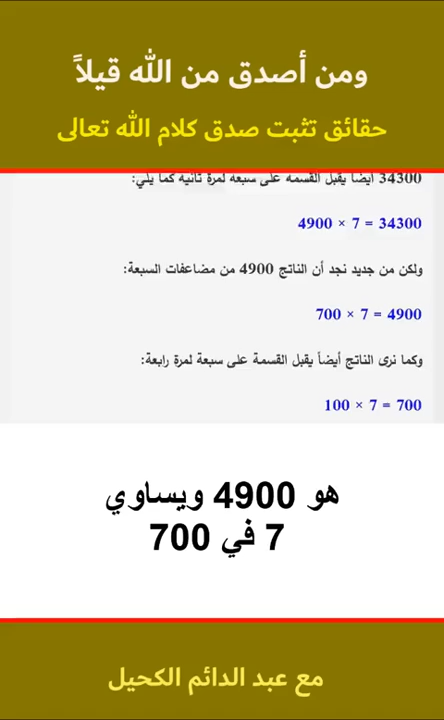 ومن أصدق من الله قيلاً
حقائق تثبت صدق كلام الله تعالى
34300 أيضاً يقبل القسمة على سبعة لمرة ثانية كما يلي:
34300 = 7 × 4900
ولكن من جديد نجد أن الناتج 4900 من مضاعفات السبعة:
4900 = 7 × 700
وكما نرى الناتج أيضاً يقبل القسمة على سبعة لمرة رابعة:
700 = 7 × 100
هو 4900 ويساوي
7 في 700
مع عبد الدائم الكحيل